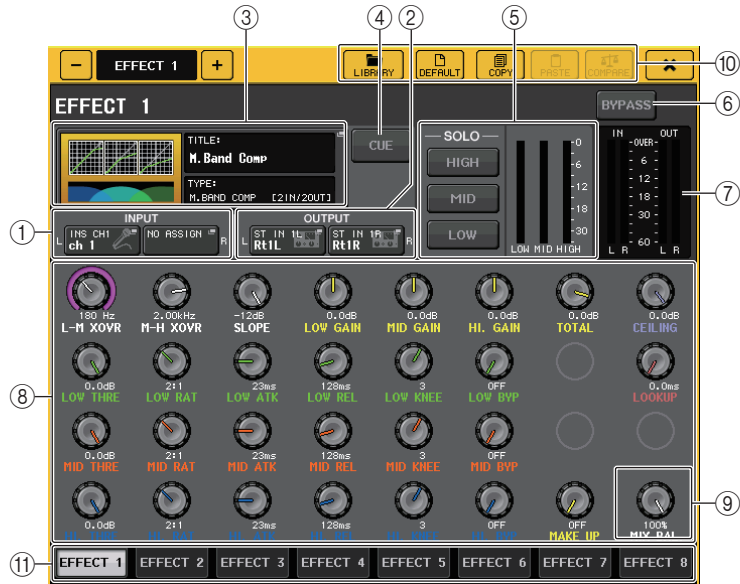 ③ ④ ② ⑤
− EFFECT 1 + LIBRARY DEFAULT COPY PASTE COMPARE ⑩
EFFECT 1 BYPASS ⑥
TITLE:
M.Band Comp
TYPE:
M.BAND COMP [2IN/2OUT]
CUE
SOLO
HIGH
MID
LOW
0
6
12
18
30
LOW MID HIGH
IN OUT
-OVER-
6
12
18
30
60
L R L R
⑦
① INPUT OUTPUT
L INS CH1 NO ASSIGN R L ST IN 1L ST IN 1R R
ch 1 Rt1L Rt1R
180 Hz 2.00kHz -12dB 0.0dB 0.0dB 0.0dB 0.0dB 0.0dB
L-M XOVR M-H XOVR SLOPE LOW GAIN MID GAIN HI. GAIN TOTAL CEILING
⑧
0.0dB 2:1 23ms 128ms 3 OFF 0.0ms
LOW THRE LOW RAT LOW ATK LOW REL LOW KNEE LOW BYP LOOKUP
0.0dB 2:1 23ms 128ms 3 OFF
MID THRE MID RAT MID ATK MID REL MID KNEE MID BYP
⑨
0.0dB 2:1 23ms 128ms 3 OFF OFF 100%
MAKE UP MIX BAL
⑪ EFFECT 1 EFFECT 2 EFFECT 3 EFFECT 4 EFFECT 5 EFFECT 6 EFFECT 7 EFFECT 8